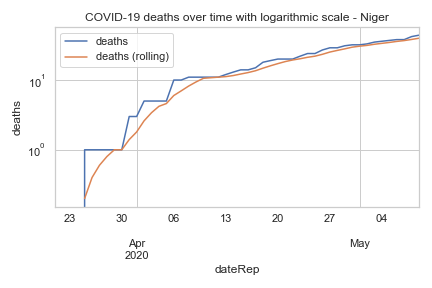 COVID-19 deaths over time with logarithmic scale - Niger
deaths
deaths (rolling)
10¹
10⁰
deaths
23 30 06 13 20 27 04
Apr May
2020
dateRep